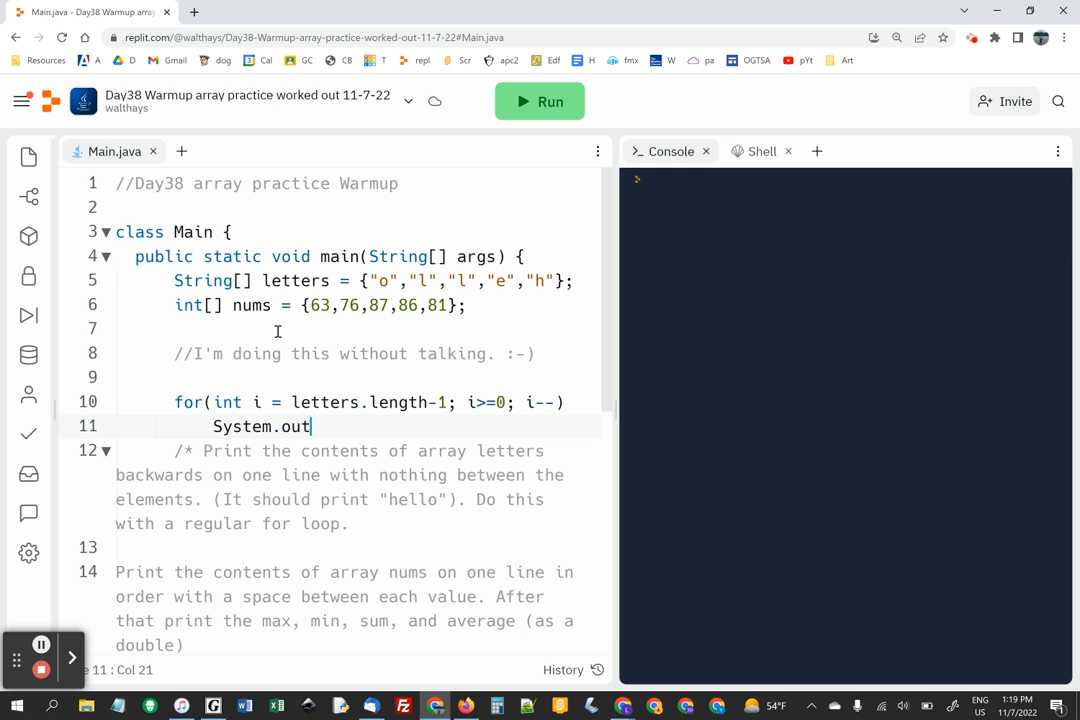 Main.java - Day38 Warmup array
replit.com/@walthays/Day38-Warmup-array-practice-worked-out-11-7-22#Main.java
Resources A D Gmail dog Cal GC CB T repl Scr apc2 Edf H fmx W pa OGTSA pYt Art
Day38 Warmup array practice worked out 11-7-22
walthays
Run
Invite
Main.java
Console
Shell
1 //Day38 array practice Warmup
2
3 class Main {
4 public static void main(String[] args) {
5 String[] letters = {"o","l","l","e","h"};
6 int[] nums = {63,76,87,86,81};
7
8 //I'm doing this without talking. :-)
9
10 for(int i = letters.length-1; i>=0; i--)
11 System.out
12 /* Print the contents of array letters
backwards on one line with nothing between the
elements. (It should print "hello"). Do this
with a regular for loop.
13
14 Print the contents of array nums on one line in
order with a space between each value. After
that print the max, min, sum, and average (as a
double)
11 : Col 21
History
54°F
ENG
US
1:19 PM
11/7/2022
1